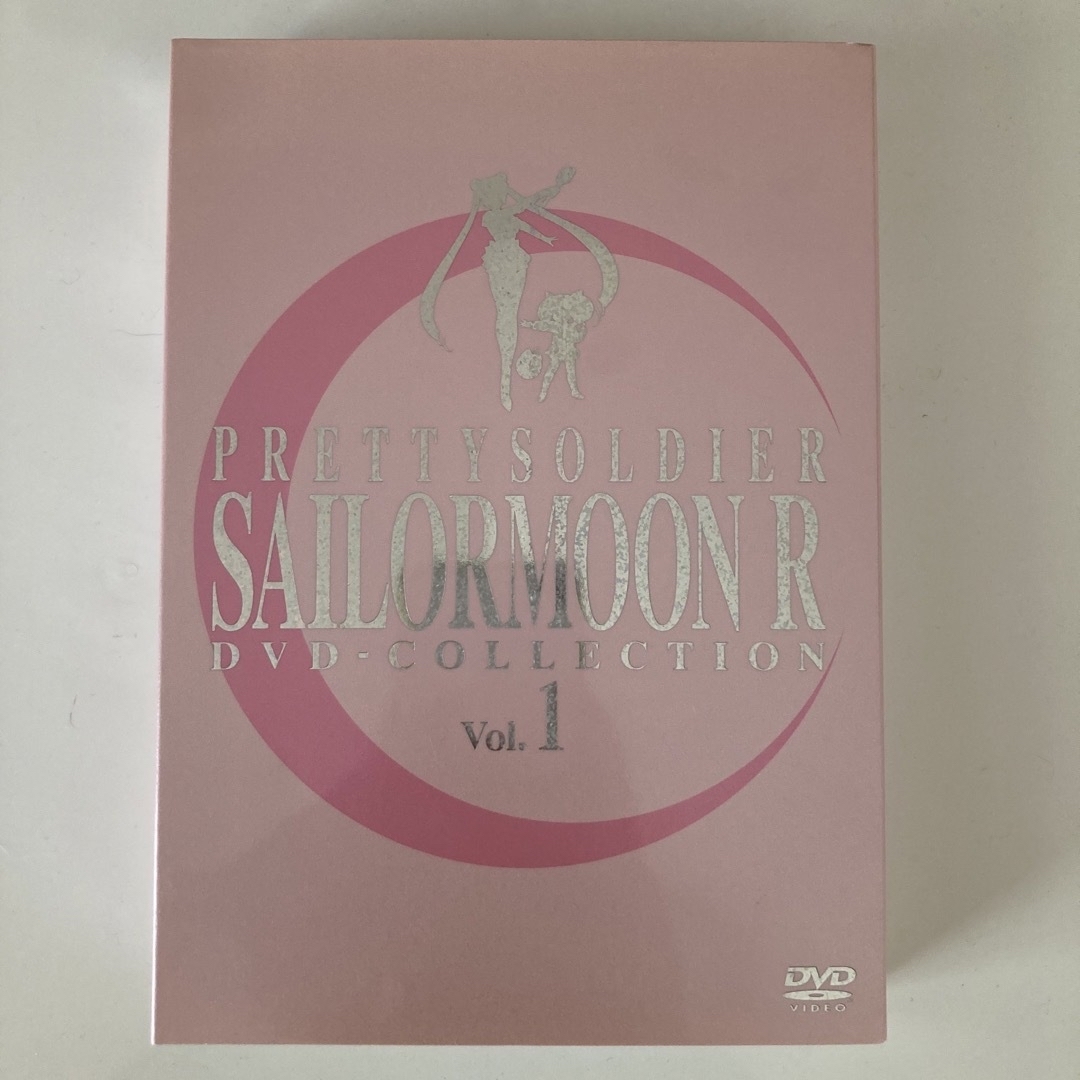 PRETTYSOLDIER
SAILORMOON R
DVD-COLLECTION
Vol. 1
DVD
VIDEO